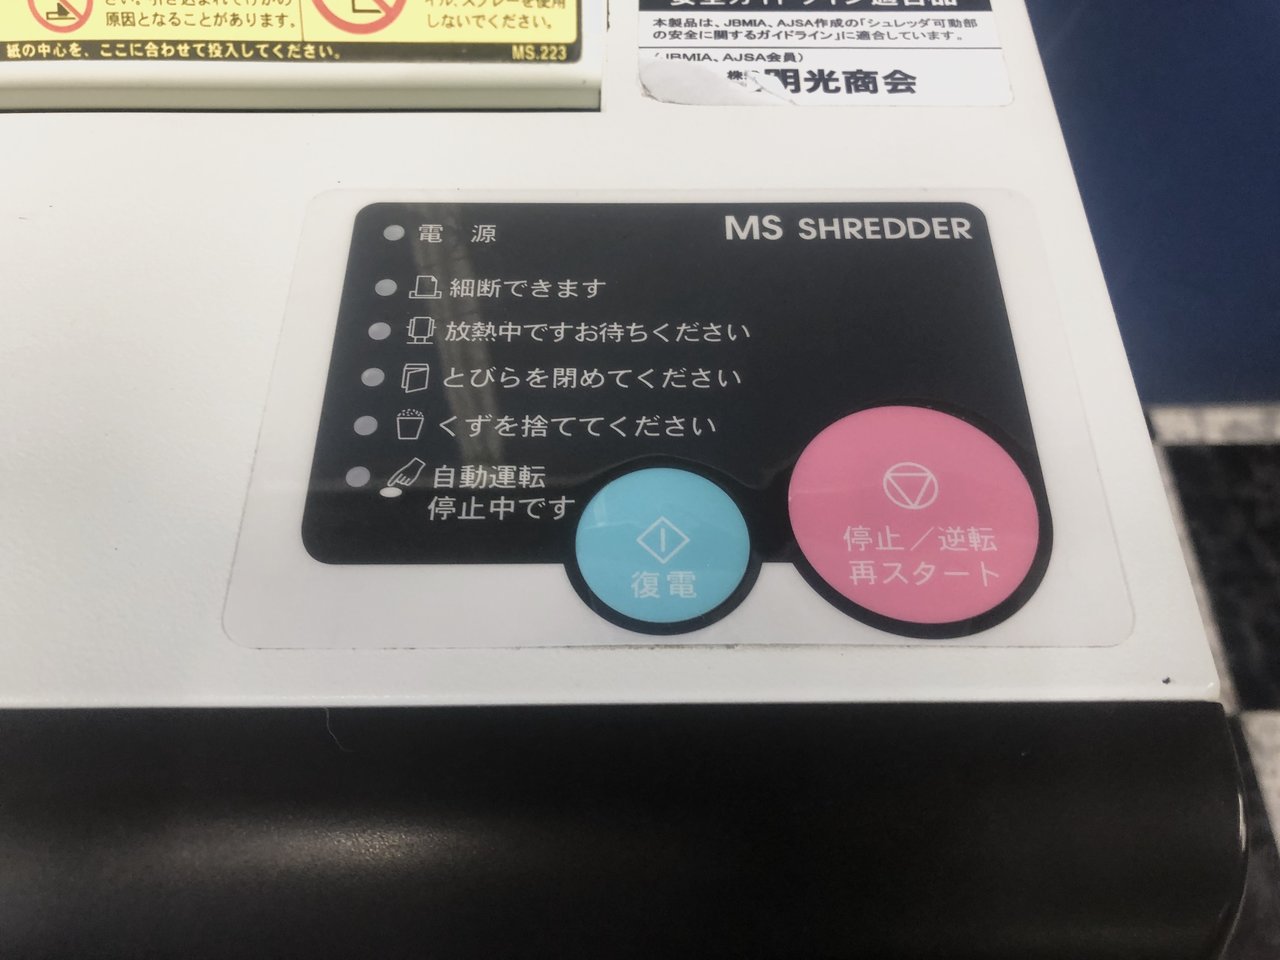 原因となることがあります。
しないでください。
紙の中心を、ここに合わせて投入してください。
MS.223
本製品は、JBMIA、AJSA作成の「シュレッダ可動部
の安全に関するガイドライン」に適合しています。
(JBMIA、AJSA会員)
明光商会
MS SHREDDER
電 源
細断できます
放熱中ですお待ちください
とびらを閉めてください
くずを捨ててください
自動運転
停止中です
復電
停止／逆転
再スタート